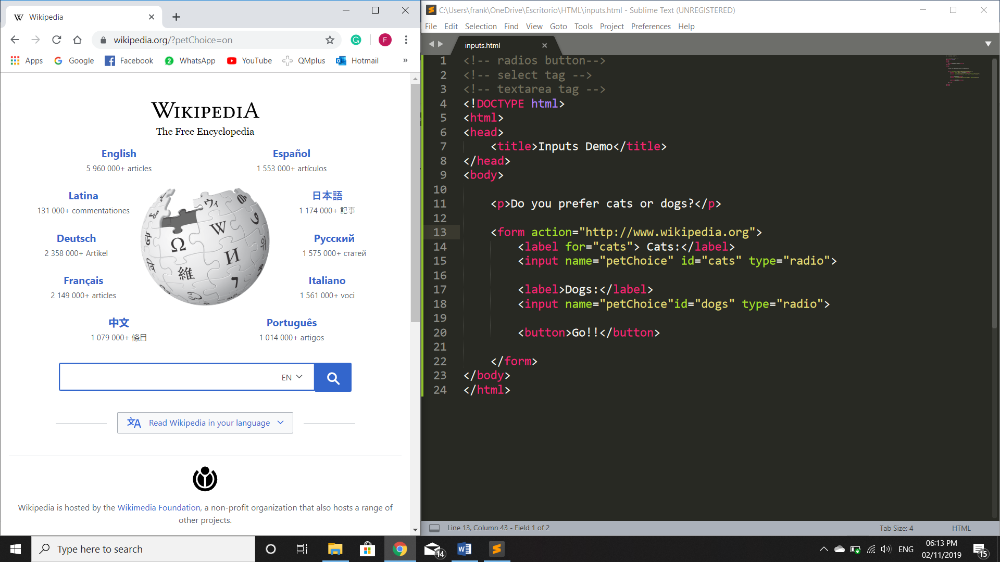 Wikipedia
wikipedia.org/?petChoice=on
F
Apps
Google
Facebook
2
WhatsApp
YouTube
QMplus
Hotmail
»
WIKIPEDIA
The Free Encyclopedia
English
5 960 000+ articles
Español
1 553 000+ artículos
Latina
131 000+ commentationes
日本語
1 174 000+ 記事
Deutsch
2 358 000+ Artikel
Русский
1 575 000+ статей
Français
2 149 000+ articles
Italiano
1 561 000+ voci
中文
1 079 000+ 條目
Português
1 014 000+ artigos
Ω
W
И
維
ウィ
EN
Read Wikipedia in your language
Wikipedia is hosted by the Wikimedia Foundation, a non-profit organization that also hosts a range of
other projects.
C:\Users\frank\OneDrive\Escritorio\HTML\inputs.html - Sublime Text (UNREGISTERED)
File Edit Selection Find View Goto Tools Project Preferences Help
inputs.html
1 <!-- radios button-->
2 <!-- select tag -->
3 <!-- textarea tag -->
4 <!DOCTYPE html>
5 <html>
6 <head>
7 <title>Inputs Demo</title>
8 </head>
9 <body>
10
11 <p>Do you prefer cats or dogs?</p>
12
13 <form action="http://www.wikipedia.org">
14 <label for="cats"> Cats:</label>
15 <input name="petChoice" id="cats" type="radio">
16
17 <label>Dogs:</label>
18 <input name="petChoice"id="dogs" type="radio">
19
20 <button>Go!!</button>
21
22 </form>
23 </body>
24 </html>
Line 13, Column 43 - Field 1 of 2
Tab Size: 4
HTML
Type here to search
14
ENG
06:13 PM
02/11/2019
15